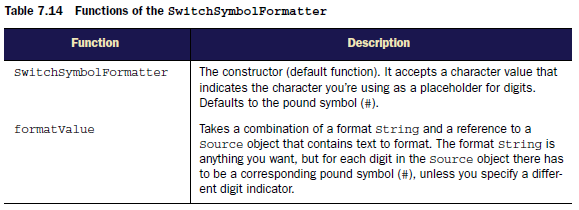 Table 7.14 Functions of the SwitchSymbolFormatter
Function Description
SwitchSymbolFormatter The constructor (default function). It accepts a character value that
indicates the character you're using as a placeholder for digits.
Defaults to the pound symbol (#).
formatValue Takes a combination of a format String and a reference to a
Source object that contains text to format. The format String is
anything you want, but for each digit in the Source object there has
to be a corresponding pound symbol (#), unless you specify a differ-
ent digit indicator.